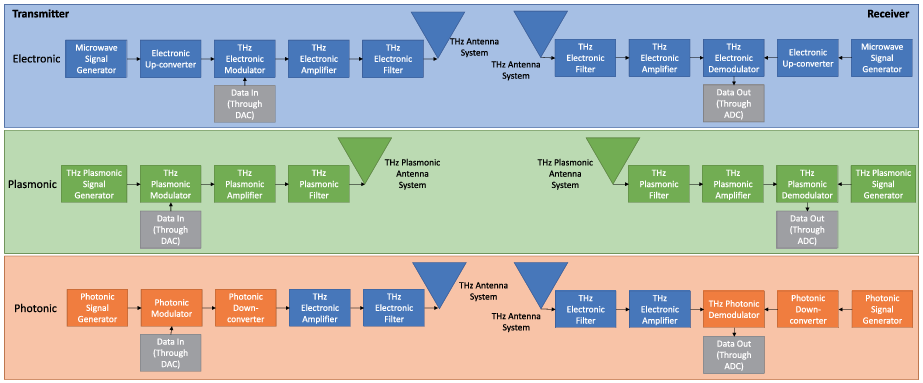 Transmitter
Receiver
Electronic
Microwave
Signal
Generator
Electronic
Up-converter
THz
Electronic
Modulator
THz
Electronic
Amplifier
THz
Electronic
Filter
THz Antenna
System
THz Antenna
System
THz
Electronic
Filter
THz
Electronic
Amplifier
THz
Electronic
Demodulator
Electronic
Up-converter
Microwave
Signal
Generator
Data In
(Through
DAC)
Data Out
(Through
ADC)
Plasmonic
THz Plasmonic
Signal
Generator
THz
Plasmonic
Modulator
THz
Plasmonic
Amplifier
THz
Plasmonic
Filter
THz Plasmonic
Antenna
System
THz Plasmonic
Antenna
System
THz
Plasmonic
Filter
THz
Plasmonic
Amplifier
THz
Plasmonic
Demodulator
THz Plasmonic
Signal
Generator
Data In
(Through
DAC)
Data Out
(Through
ADC)
Photonic
Photonic
Signal
Generator
Photonic
Modulator
Photonic
Down-
converter
THz
Electronic
Amplifier
THz
Electronic
Filter
THz Antenna
System
THz Antenna
System
THz
Electronic
Filter
THz
Electronic
Amplifier
THz Photonic
Demodulator
Photonic
Down-
converter
Photonic
Signal
Generator
Data In
(Through
DAC)
Data Out
(Through
ADC)